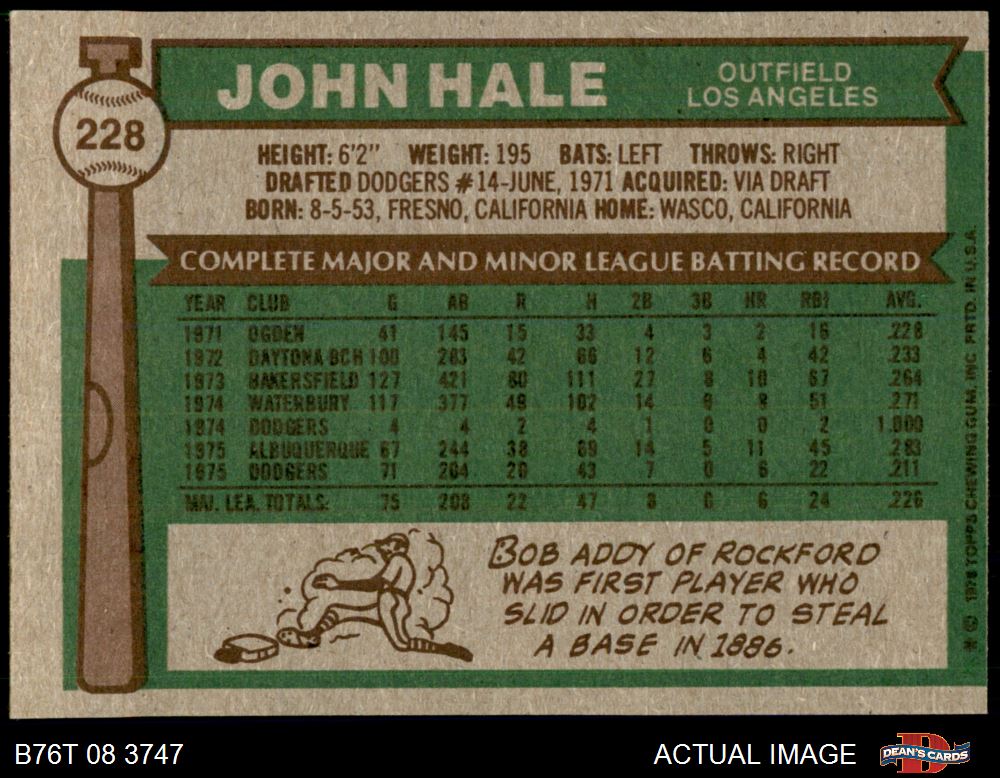 228
JOHN HALE
OUTFIELD
LOS ANGELES
HEIGHT: 6'2" WEIGHT: 195 BATS: LEFT THROWS: RIGHT
DRAFTED DODGERS #14-JUNE, 1971 ACQUIRED: VIA DRAFT
BORN: 8-5-53, FRESNO, CALIFORNIA HOME: WASCO, CALIFORNIA
COMPLETE MAJOR AND MINOR LEAGUE BATTING RECORD
YEAR CLUB G AB R H 2B 3B HR RBI AVG.
1971 OGDEN 41 145 15 33 4 3 2 16 .228
1972 DAYTONA BCH 100 283 42 66 12 6 4 42 .233
1973 BAKERSFIELD 127 421 80 111 27 8 10 67 .264
1974 WATERBURY 117 377 49 102 14 8 51 .271
1974 DODGERS 4 4 2 4 1 0 0 2 1.000
1975 ALBUQUERQUE 67 244 38 69 14 5 11 45 .283
1975 DODGERS 71 204 20 43 7 0 6 22 .211
MAJ. LEA. TOTALS: 75 208 22 47 8 0 6 24 .226
BOB ADDY OF ROCKFORD
WAS FIRST PLAYER WHO
SLID IN ORDER TO STEAL
A BASE IN 1886.
* © 1976 TOPPS CHEWING GUM, INC. PRTD. IN U.S.A.
B76T 08 3747
ACTUAL IMAGE
D
DEAN'S CARDS